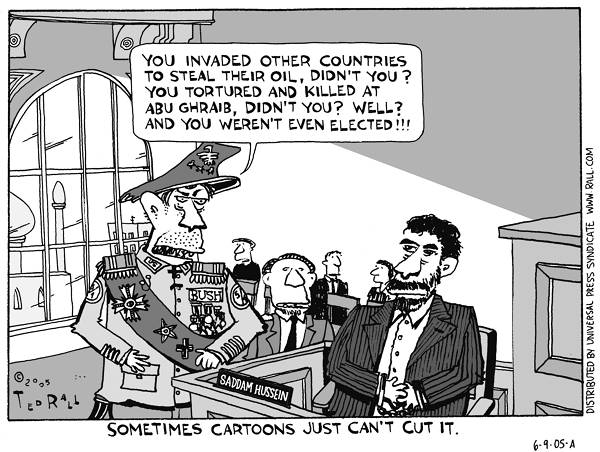 YOU INVADED OTHER COUNTRIES
TO STEAL THEIR OIL, DIDN'T YOU?
YOU TORTURED AND KILLED AT
ABU GHRAIB, DIDN'T YOU? WELL?
AND YOU WEREN'T EVEN ELECTED!!!
BUSH
SADDAM HUSSEIN
© 2005
TED RALL
DISTRIBUTED BY UNIVERSAL PRESS SYNDICATE WWW.RALL.COM
SOMETIMES CARTOONS JUST CAN'T CUT IT.
6-9-05-A